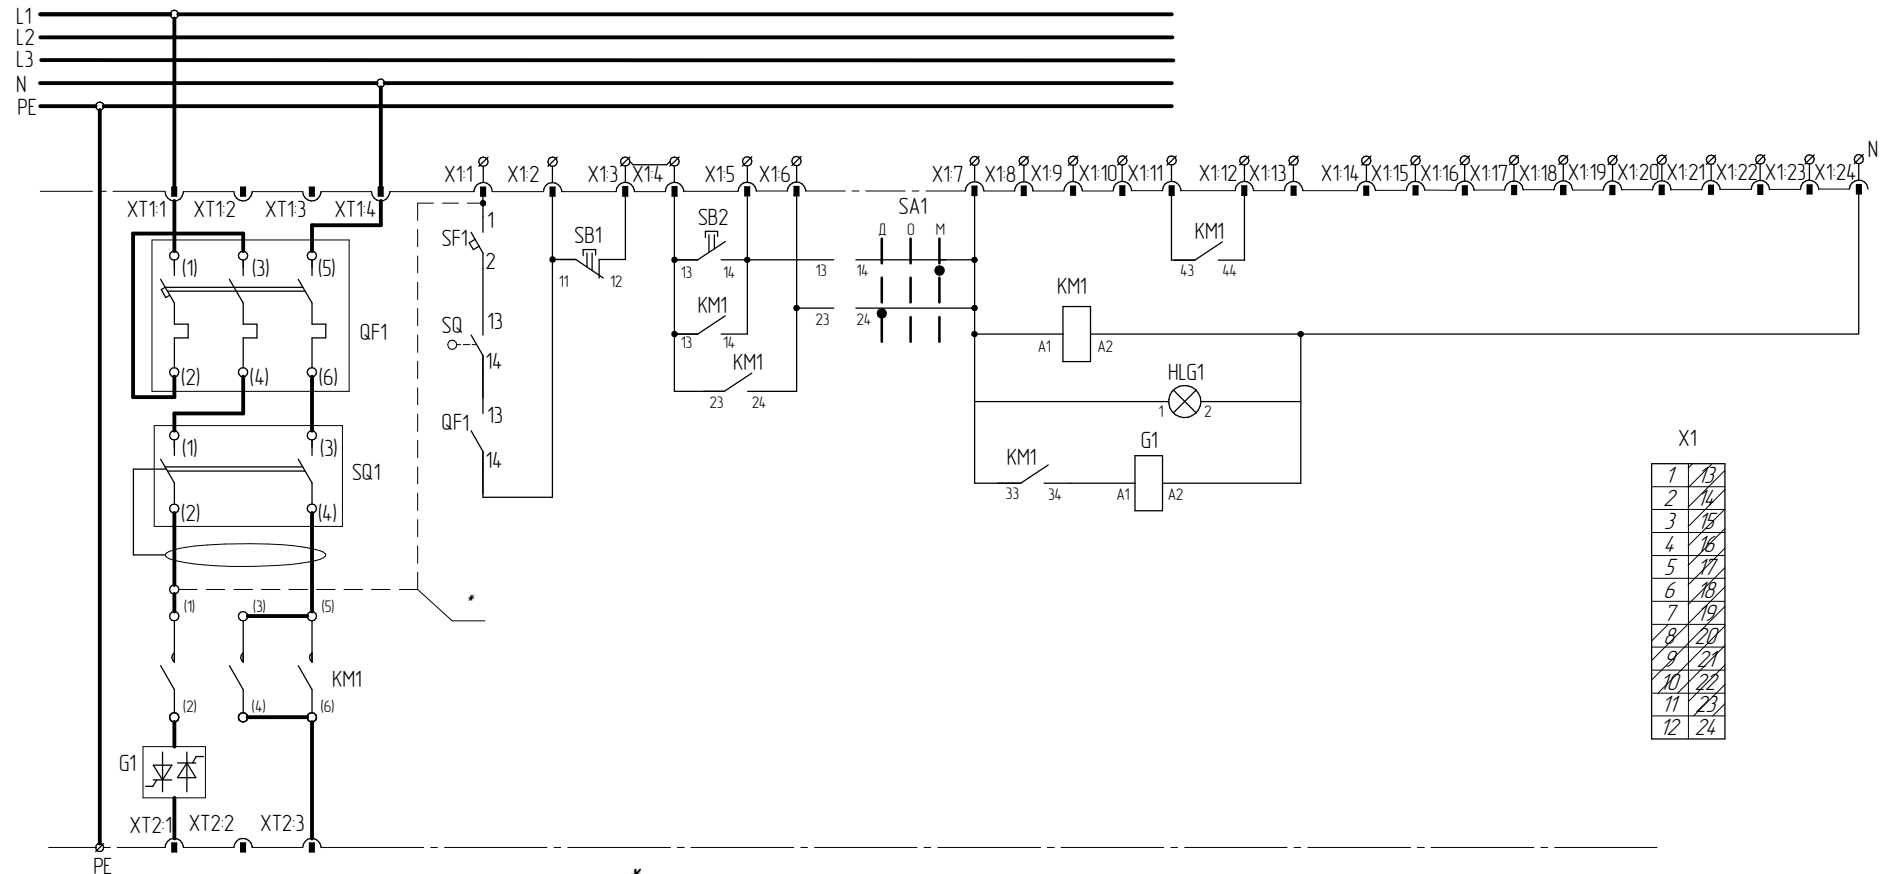 L1
L2
L3
N
PE
N
X1:1 X1:2 X1:3 X1:4 X1:5 X1:6 X1:7 X1:8 X1:9 X1:10 X1:11 X1:12 X1:13 X1:14 X1:15 X1:16 X1:17 X1:18 X1:19 X1:20 X1:21 X1:22 X1:23 X1:24
XT1:1 XT1:2 XT1:3 XT1:4
SA1
Д О М
1
SF1
2
SB1
11 12
SB2
13 14
13 14
KM1
43 44
(1) (3) (5)
QF1
(2) (4) (6)
SQ
13
14
KM1
13 14
23 24
KM1
A1 A2
KM1
23 24
HLG1
1 2
QF1
13
14
(1) (3)
SQ1
(2) (4)
KM1
33 34
G1
A1 A2
X1
1 13
2 14
3 15
4 16
5 17
6 18
7 19
8 20
9 21
10 22
11 23
12 24
*
(1) (3) (5)
KM1
(2) (4) (6)
G1
XT2:1 XT2:2 XT2:3
PE